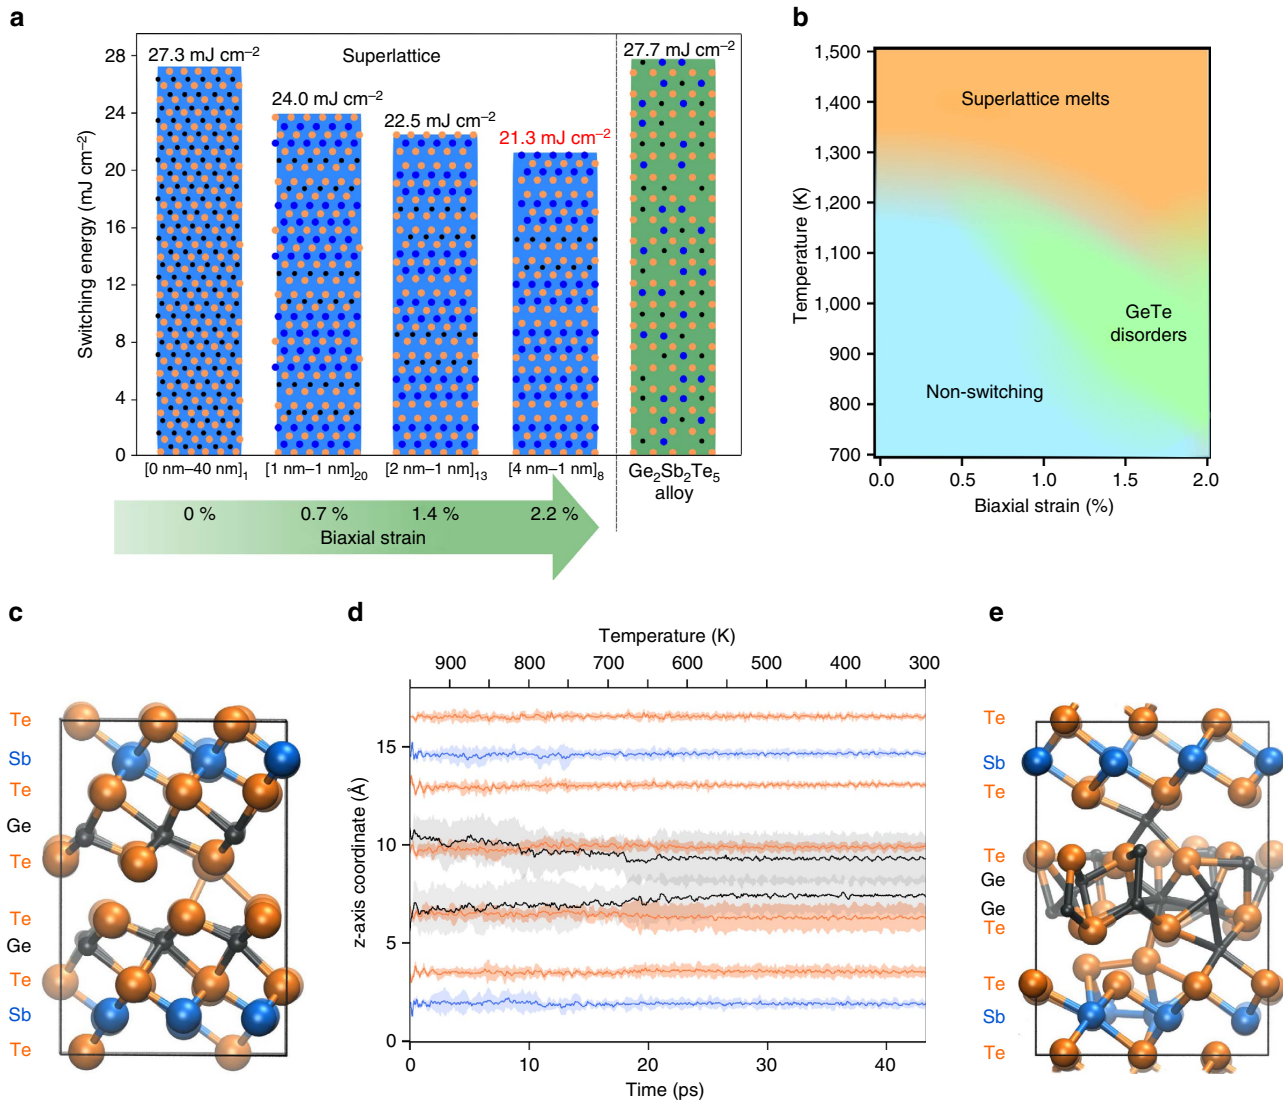 a
28
24
20
16
12
8
4
0
Switching energy (mJ cm–2)
Superlattice
27.3 mJ cm–2
24.0 mJ cm–2
22.5 mJ cm–2
21.3 mJ cm–2
27.7 mJ cm–2
[0 nm–40 nm]1
[1 nm–1 nm]20
[2 nm–1 nm]13
[4 nm–1 nm]8
Ge2Sb2Te5
alloy
0 %
0.7 %
1.4 %
2.2 %
Biaxial strain
b
1,500
1,400
1,300
1,200
1,100
1,000
900
800
700
Temperature (K)
Superlattice melts
GeTe
disorders
Non-switching
0.0
0.5
1.0
1.5
2.0
Biaxial strain (%)
c
Te
Sb
Te
Ge
Te
Te
Ge
Te
Sb
Te
d
Temperature (K)
900
800
700
600
500
400
300
15
10
5
0
z-axis coordinate (Å)
0
10
20
30
40
Time (ps)
e
Te
Sb
Te
Te
Ge
Ge
Te
Te
Sb
Te